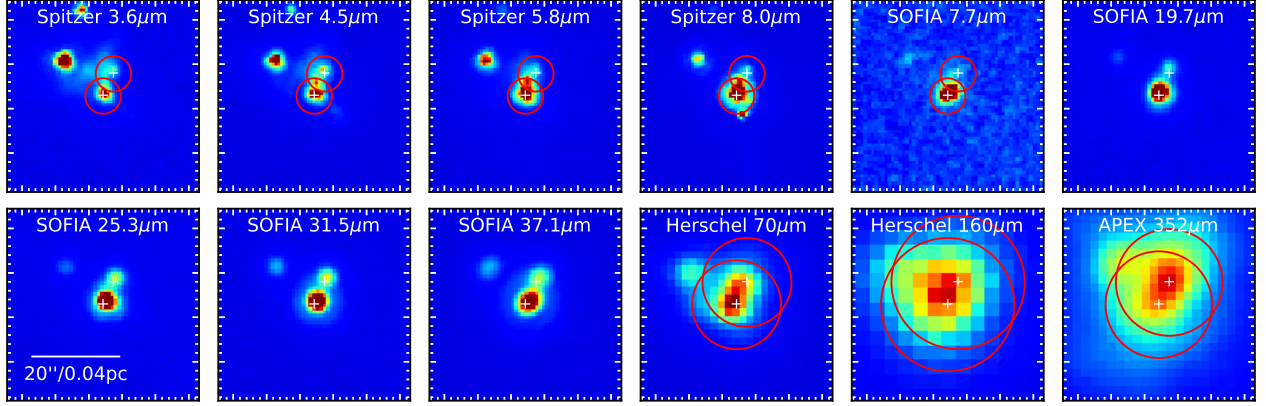 Spitzer 3.6μm
Spitzer 4.5μm
Spitzer 5.8μm
Spitzer 8.0μm
SOFIA 7.7μm
SOFIA 19.7μm
SOFIA 25.3μm
SOFIA 31.5μm
SOFIA 37.1μm
Herschel 70μm
Herschel 160μm
APEX 352μm
20''/0.04pc